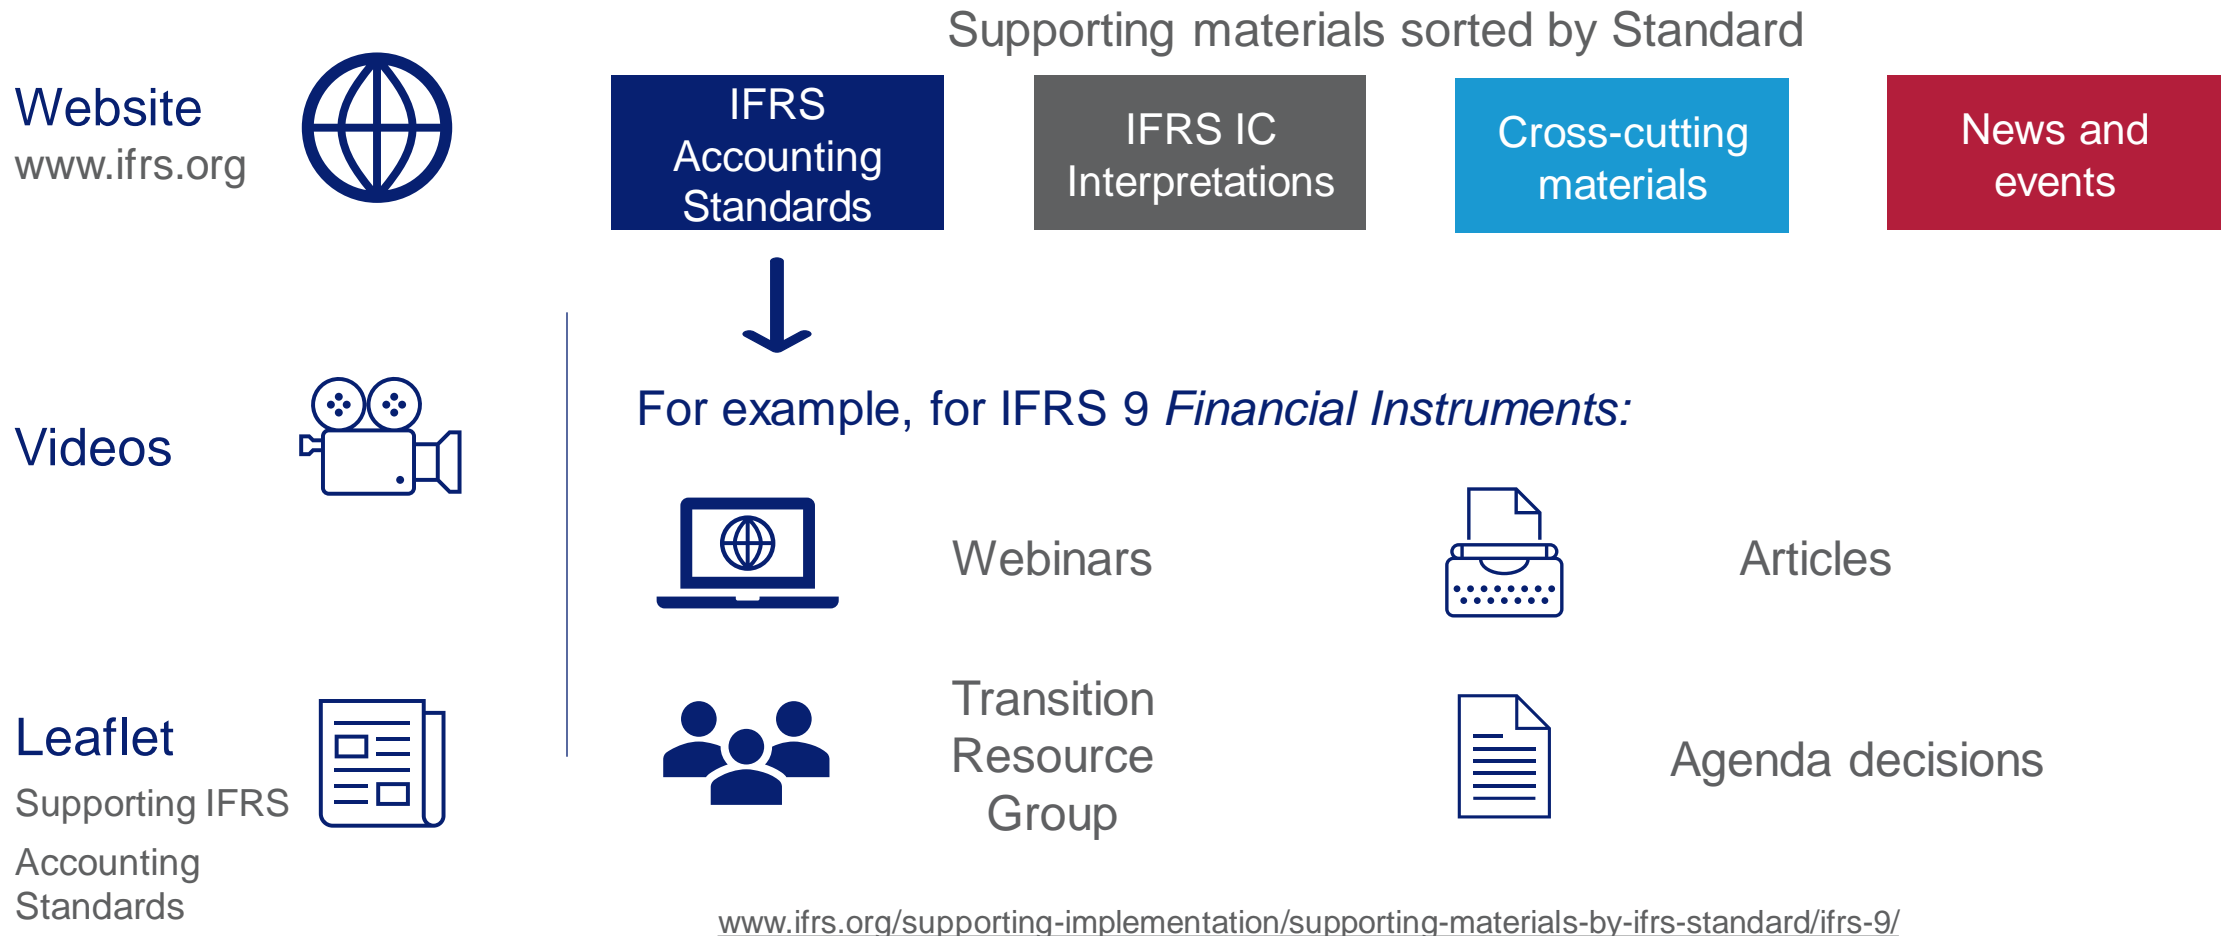 Supporting materials sorted by Standard
Website
www.ifrs.org
IFRS
Accounting
Standards
IFRS IC
Interpretations
Cross-cutting
materials
News and
events
Videos
For example, for IFRS 9 Financial Instruments:
Webinars
Articles
Leaflet
Supporting IFRS
Accounting
Standards
Transition
Resource
Group
Agenda decisions
www.ifrs.org/supporting-implementation/supporting-materials-by-ifrs-standard/ifrs-9/